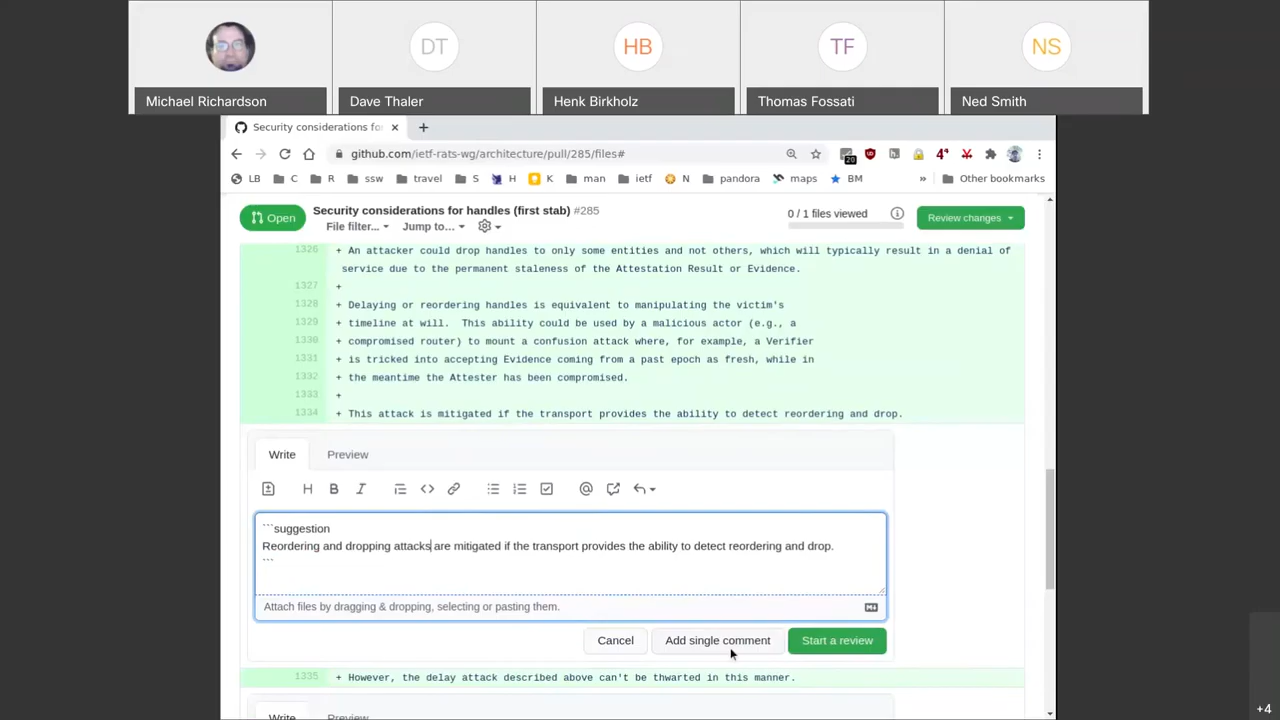 DT
HB
TF
NS
Michael Richardson
Dave Thaler
Henk Birkholz
Thomas Fossati
Ned Smith
Security considerations fo
github.com/ietf-rats-wg/architecture/pull/285/files#
20
4°
LB
C
R
ssw
travel
S
H
K
man
ietf
N
pandora
maps
BM
»
Other bookmarks
Open
Security considerations for handles (first stab) #285
File filter...
Jump to...
0 / 1 files viewed
Review changes
1326 + An attacker could drop handles to only some entities and not others, which will typically result in a denial of
service due to the permanent staleness of the Attestation Result or Evidence.
1327 +
1328 + Delaying or reordering handles is equivalent to manipulating the victim's
1329 + timeline at will.  This ability could be used by a malicious actor (e.g., a
1330 + compromised router) to mount a confusion attack where, for example, a Verifier
1331 + is tricked into accepting Evidence coming from a past epoch as fresh, while in
1332 + the meantime the Attester has been compromised.
1333 +
1334 + This attack is mitigated if the transport provides the ability to detect reordering and drop.
Write
Preview
H B I <> @
```suggestion
Reordering and dropping attacks are mitigated if the transport provides the ability to detect reordering and drop.
```
Attach files by dragging & dropping, selecting or pasting them.
Cancel
Add single comment
Start a review
1335 + However, the delay attack described above can't be thwarted in this manner.
Write
Preview
+4